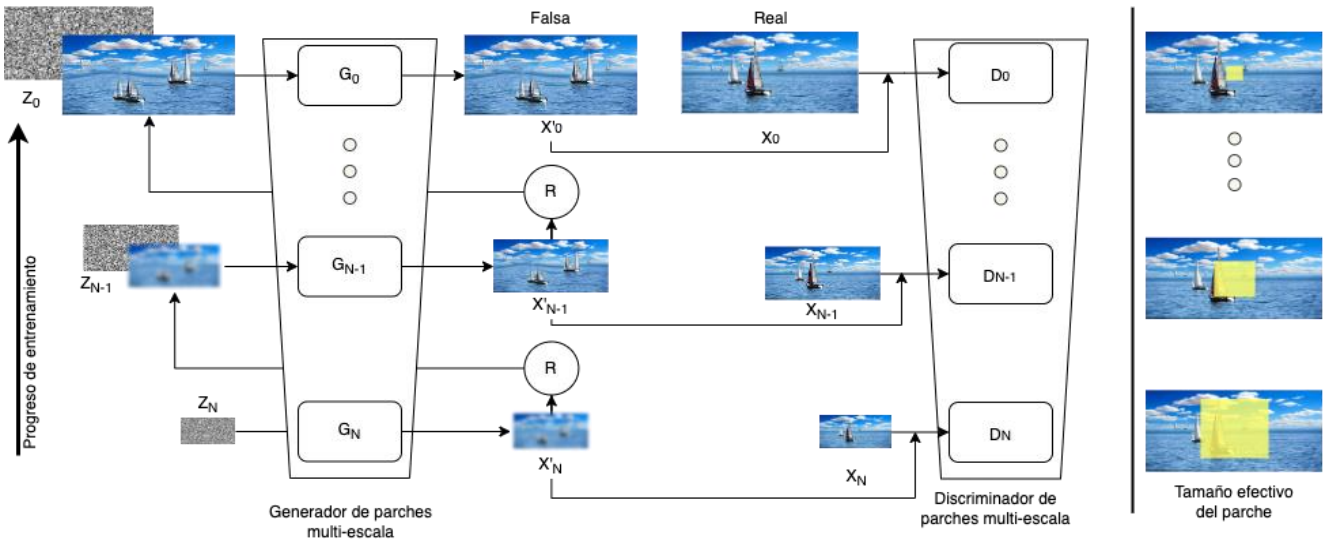 Falsa
Real
Z0
G0
X'0
X0
D0
R
Progreso de entrenamiento
ZN-1
GN-1
X'N-1
XN-1
DN-1
R
ZN
GN
X'N
XN
DN
Generador de parches
multi-escala
Discriminador de
parches multi-escala
Tamaño efectivo
del parche